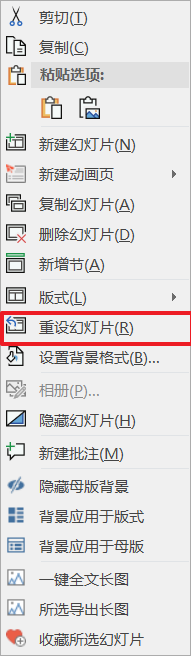 剪切(T)
复制(C)
粘贴选项:
新建幻灯片(N)
新建动画页
复制幻灯片(A)
删除幻灯片(D)
新增节(A)
版式(L)
重设幻灯片(R)
设置背景格式(B)...
相册(P)...
隐藏幻灯片(H)
新建批注(M)
隐藏母版背景
背景应用于版式
背景应用于母版
一键全文长图
所选导出长图
收藏所选幻灯片